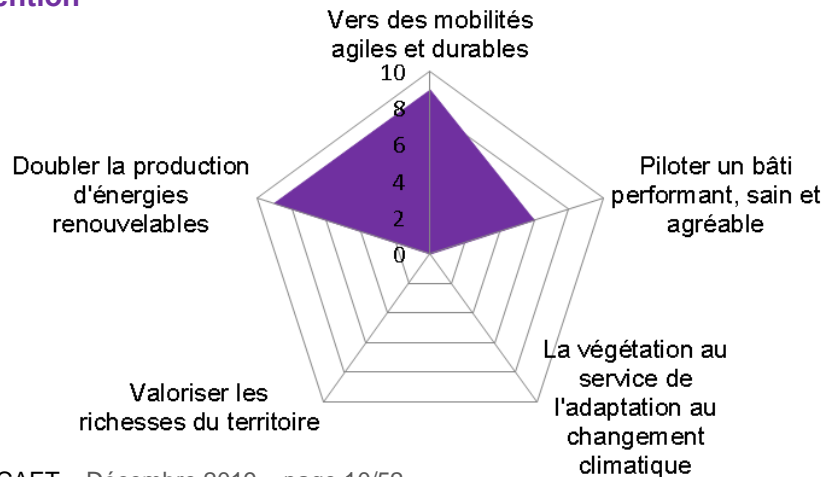 Vers des mobilités
agiles et durables
10
8
6
4
2
0
Doubler la production
d'énergies
renouvelables
Piloter un bâti
performant, sain et
agréable
Valoriser les
richesses du territoire
La végétation au
service de
l'adaptation au
changement
climatique